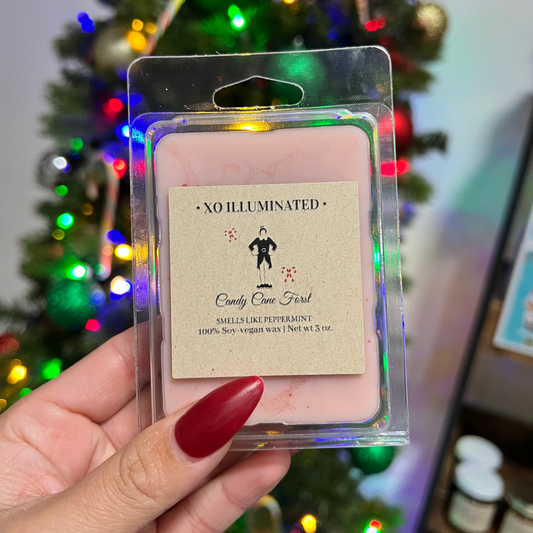 • XO ILLUMINATED •
Candy Cane Forst
SMELLS LIKE PEPPERMINT
100% Soy-vegan wax | Net wt 3 oz.